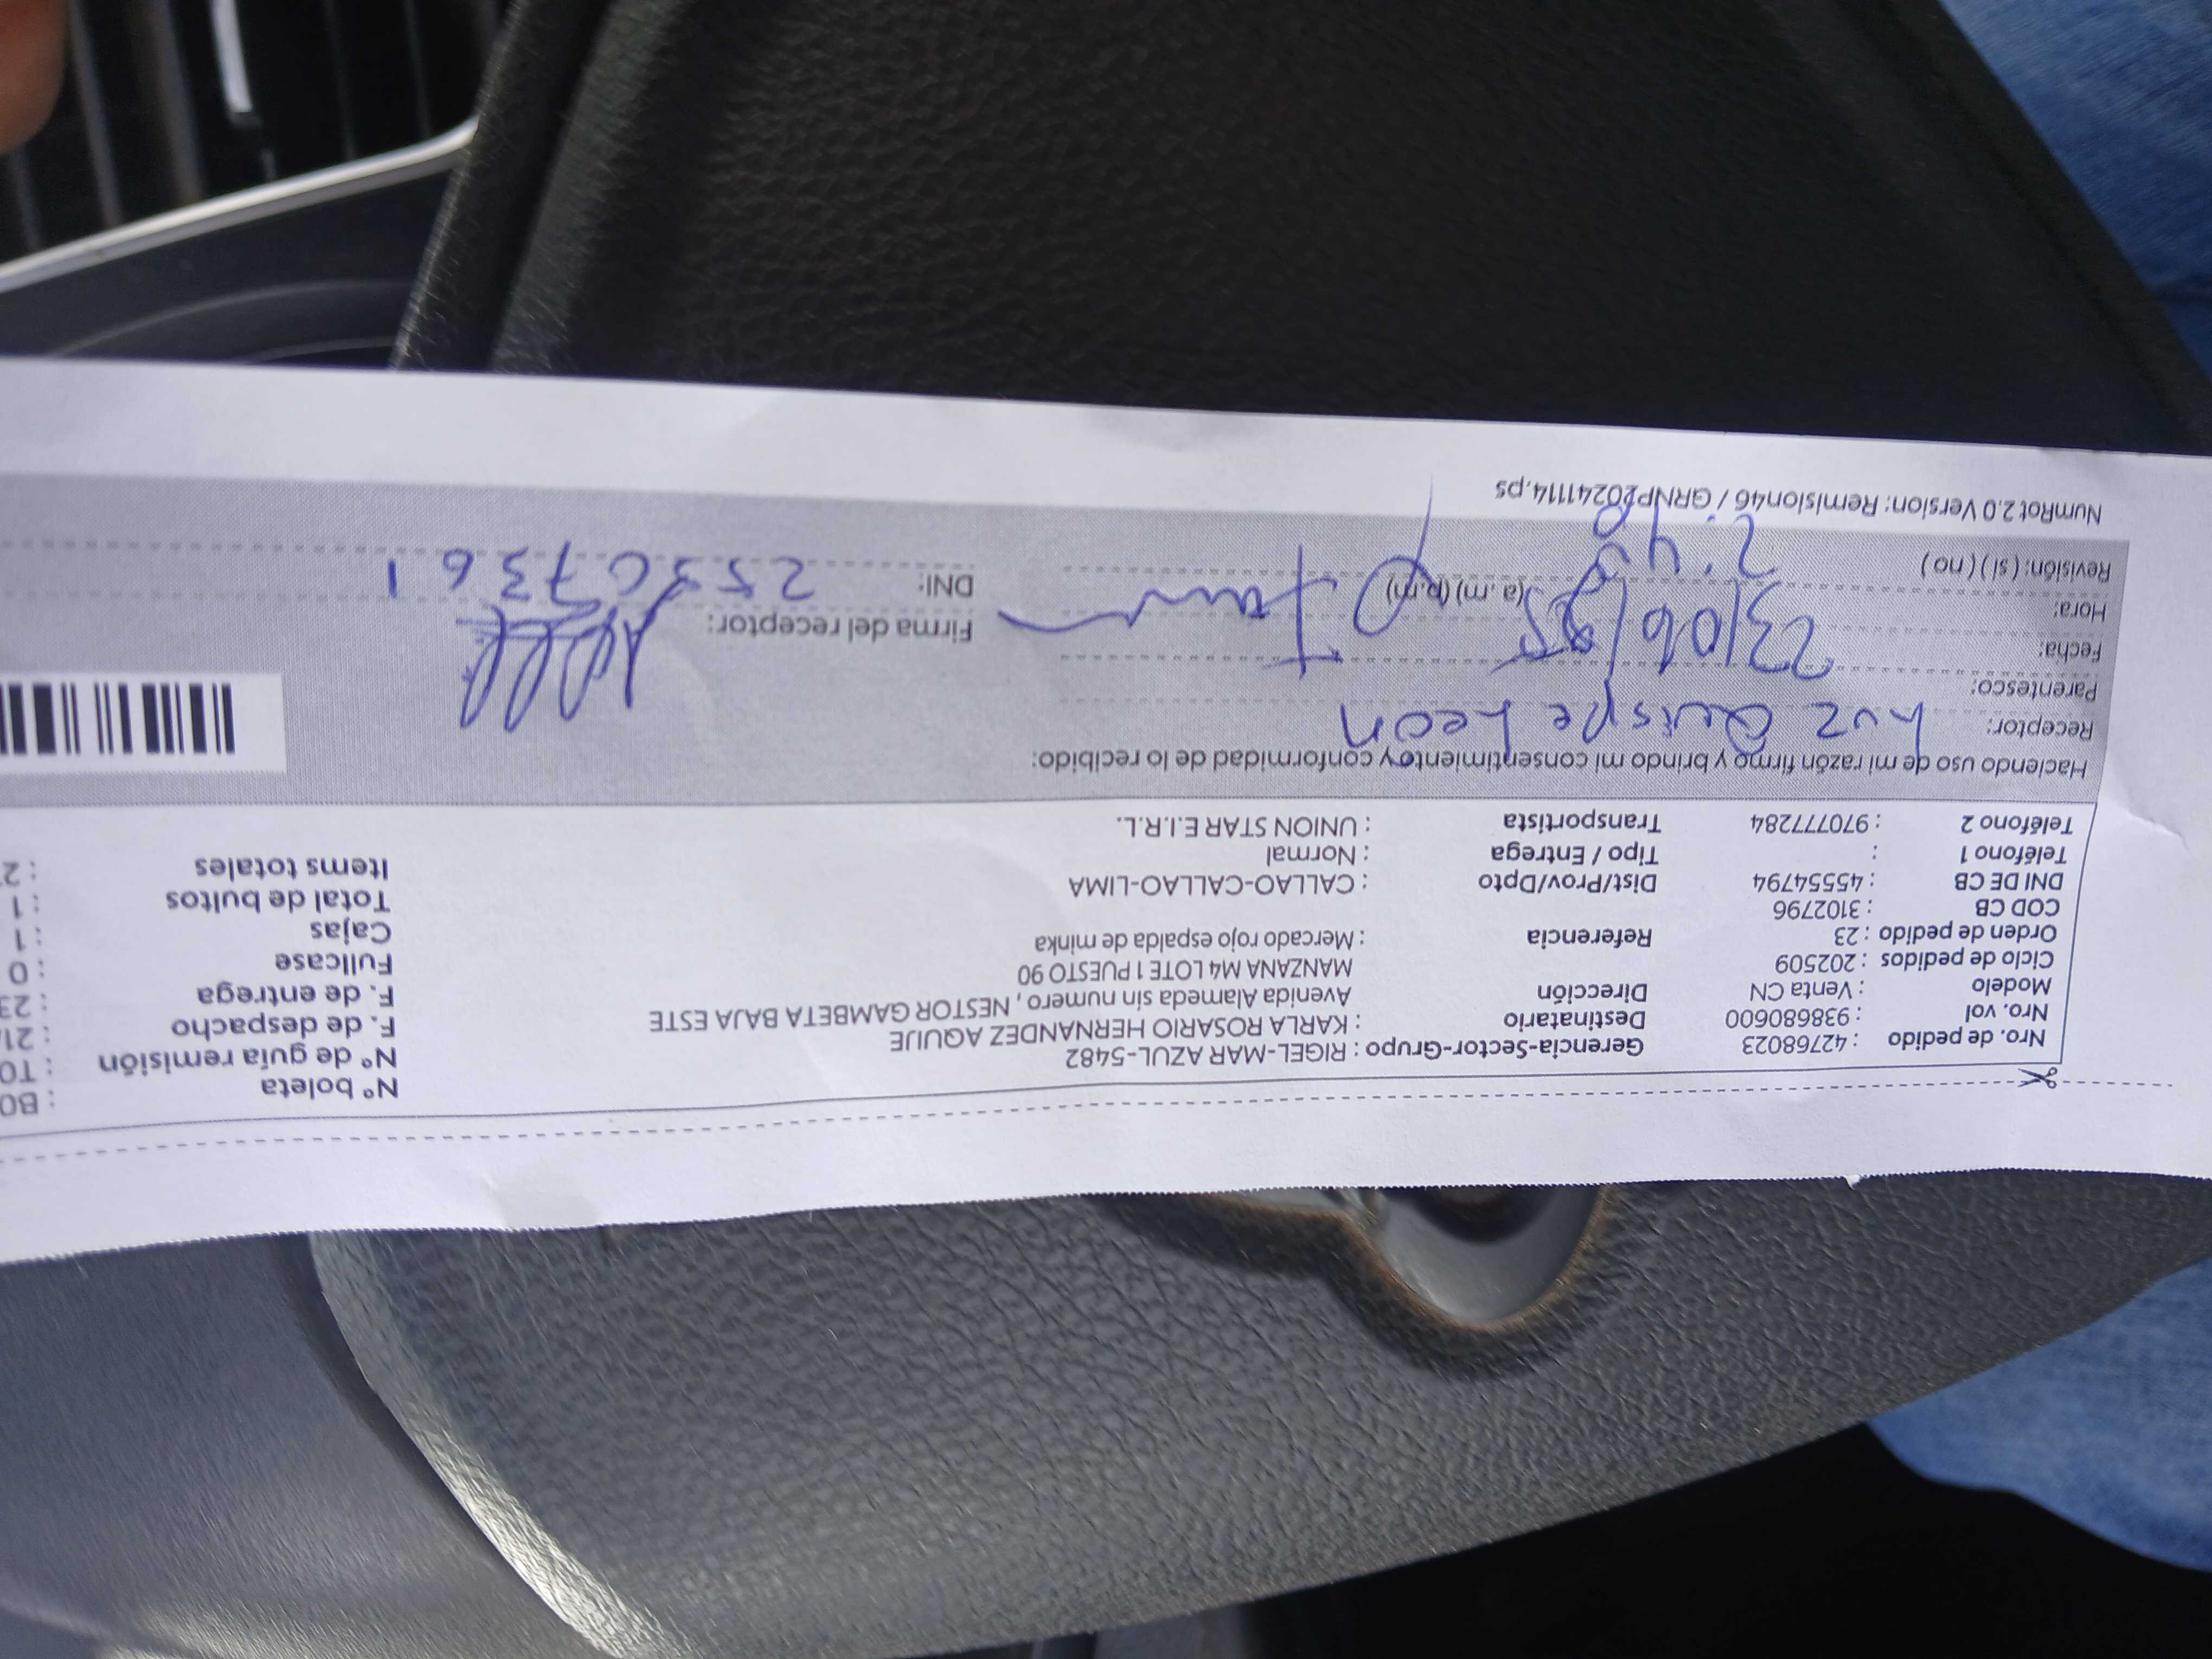 Nro. de pedido : 42768023 Gerencia-Sector-Grupo : RIGEL-MAR AZUL-5482 Nº boleta : B0
Nro. vol : 938680600 Destinatario : KARLA ROSARIO HERNANDEZ AQUIJE Nº de guía remisión : T0
Modelo : Venta CN Dirección Avenida Alameda sin numero , NESTOR GAMBETA BAJA ESTE F. de despacho : 21/
Ciclo de pedidos : 202509 MANZANA M4 LOTE 1 PUESTO 90 F. de entrega : 23
Orden de pedido : 23 Referencia : Mercado rojo espalda de minka Fullcase : 0
COD CB : 3102796 Cajas : 1
DNI DE CB : 45554794 Dist/Prov/Dpto : CALLAO-CALLAO-LIMA Total de bultos : 1
Teléfono 1 : Tipo / Entrega : Normal Items totales : 2
Teléfono 2 : 970777284 Transportista : UNION STAR E.I.R.L.
Haciendo uso de mi razón firmo y brindo mi consentimiento y conformidad de lo recibido:
Receptor: Luz Quispe Leon
Parentesco:
Fecha: 23/06/25 Firma del receptor:
Hora: 2:40 (a. m) (p.m) DNI:
Revisión: ( si ) ( no )
NumRot 2.0 Version: Remision46 / GRNP20241114.ps